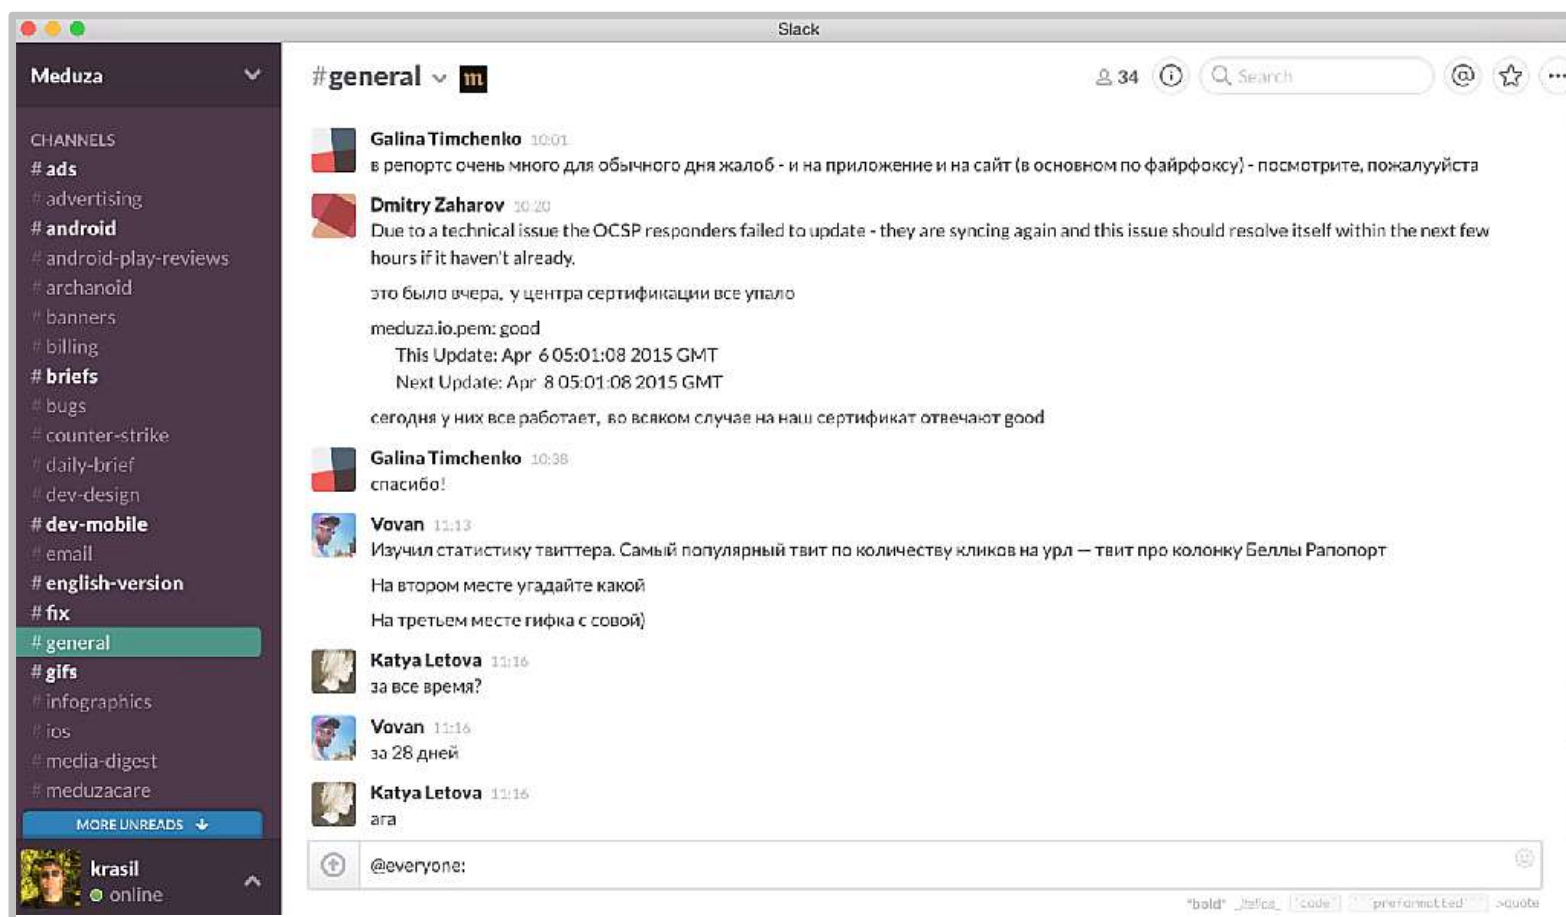 Slack
Meduza
CHANNELS
# ads
# advertising
# android
# android-play-reviews
# archanoid
# banners
# billing
# briefs
# bugs
# counter-strike
# daily-brief
# dev-design
# dev-mobile
# email
# english-version
# fix
# general
# gifs
# infographics
# ios
# media-digest
# meduzacare
MORE UNREADS
krasil
online
#general m
34
Search
Galina Timchenko 10:01
в репортс очень много для обычного дня жалоб - и на приложение и на сайт (в основном по файрфоксу) - посмотрите, пожалууйста
Dmitry Zaharov 10:20
Due to a technical issue the OCSP responders failed to update - they are syncing again and this issue should resolve itself within the next few
hours if it haven't already.
это было вчера, у центра сертификации все упало
meduza.io.pem: good
This Update: Apr 6 05:01:08 2015 GMT
Next Update: Apr 8 05:01:08 2015 GMT
сегодня у них все работает, во всяком случае на наш сертификат отвечают good
Galina Timchenko 10:38
спасибо!
Vovan 11:13
Изучил статистику твиттера. Самый популярный твит по количеству кликов на урл — твит про колонку Беллы Рапопорт
На втором месте угадайте какой
На третьем месте гифка с совой)
Katya Letova 11:16
за все время?
Vovan 11:16
за 28 дней
Katya Letova 11:16
ага
@everyone:
*bold* _italics_ `code` ```preformatted``` >quote